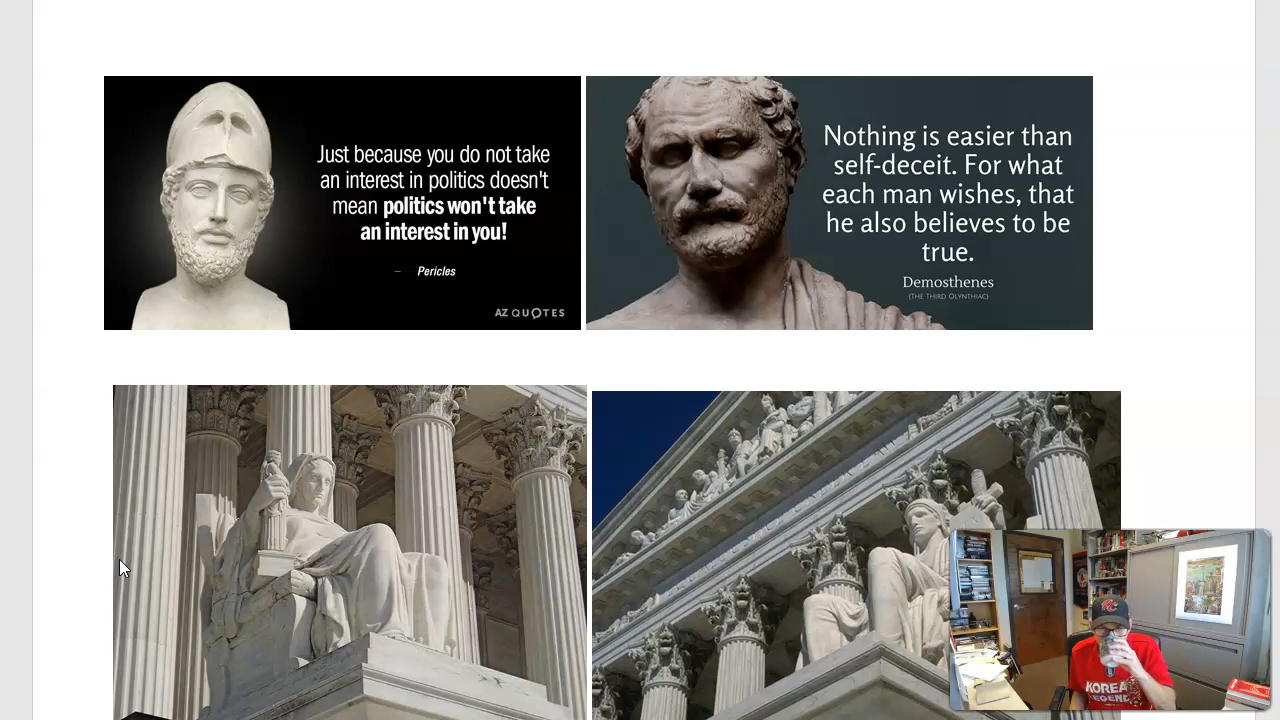 Just because you do not take
an interest in politics doesn't
mean politics won't take
an interest in you!
– Pericles
AZ QUOTES
Nothing is easier than
self-deceit. For what
each man wishes, that
he also believes to be
true.
Demosthenes
(THE THIRD OLYNTHIAC)
KOREA
LEGEND